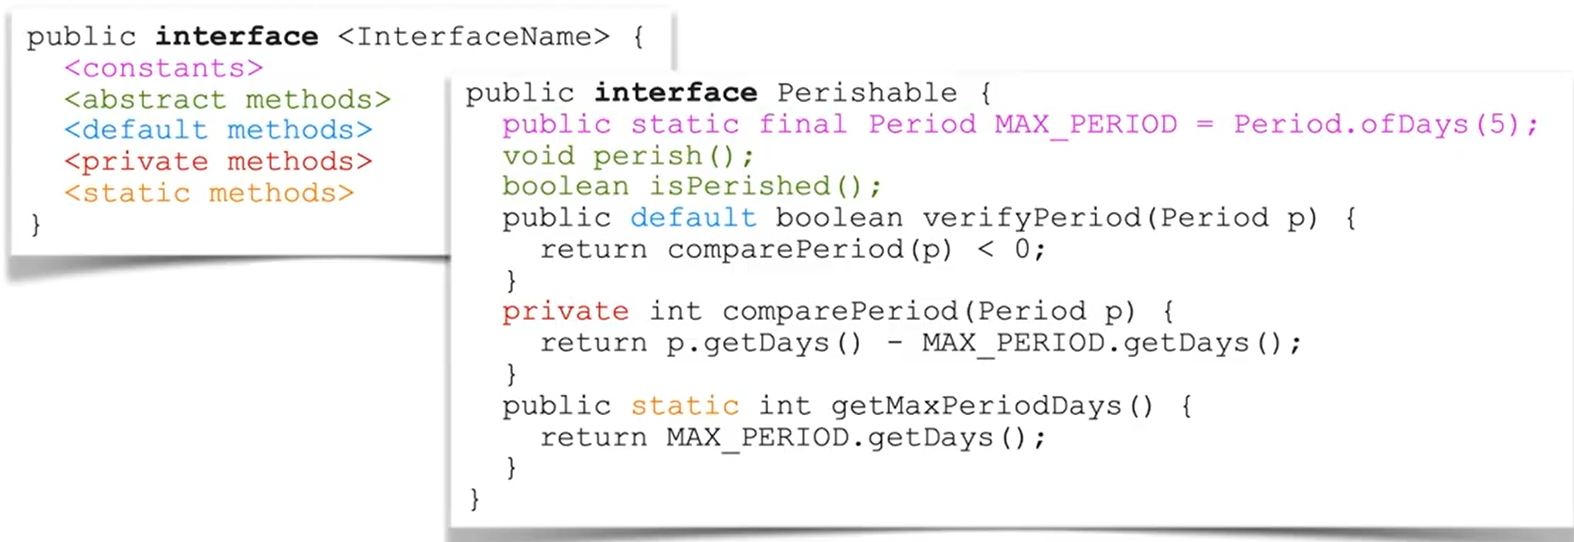 public interface <InterfaceName> {
<constants>
<abstract methods>
<default methods>
<private methods>
<static methods>
}
public interface Perishable {
public static final Period MAX_PERIOD = Period.ofDays(5);
void perish();
boolean isPerished();
public default boolean verifyPeriod(Period p) {
return comparePeriod(p) < 0;
}
private int comparePeriod(Period p) {
return p.getDays() - MAX_PERIOD.getDays();
}
public static int getMaxPeriodDays() {
return MAX_PERIOD.getDays();
}
}